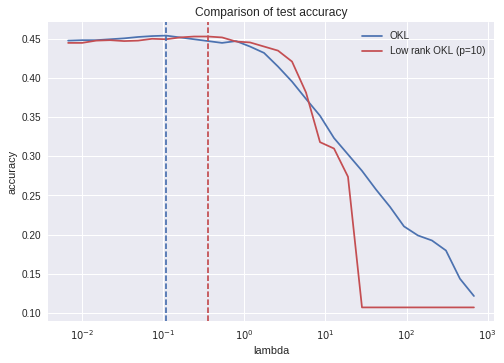 Comparison of test accuracy
OKL
Low rank OKL (p=10)
accuracy
0.45
0.40
0.35
0.30
0.25
0.20
0.15
0.10
10⁻² 10⁻¹ 10⁰ 10¹ 10² 10³
lambda